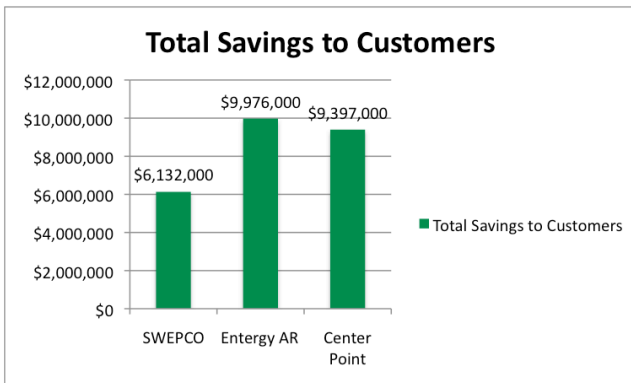 Total Savings to Customers
$12,000,000
$10,000,000
$8,000,000
$6,000,000
$4,000,000
$2,000,000
$0
$6,132,000
$9,976,000
$9,397,000
SWEPCO
Entergy AR
Center
Point
Total Savings to Customers